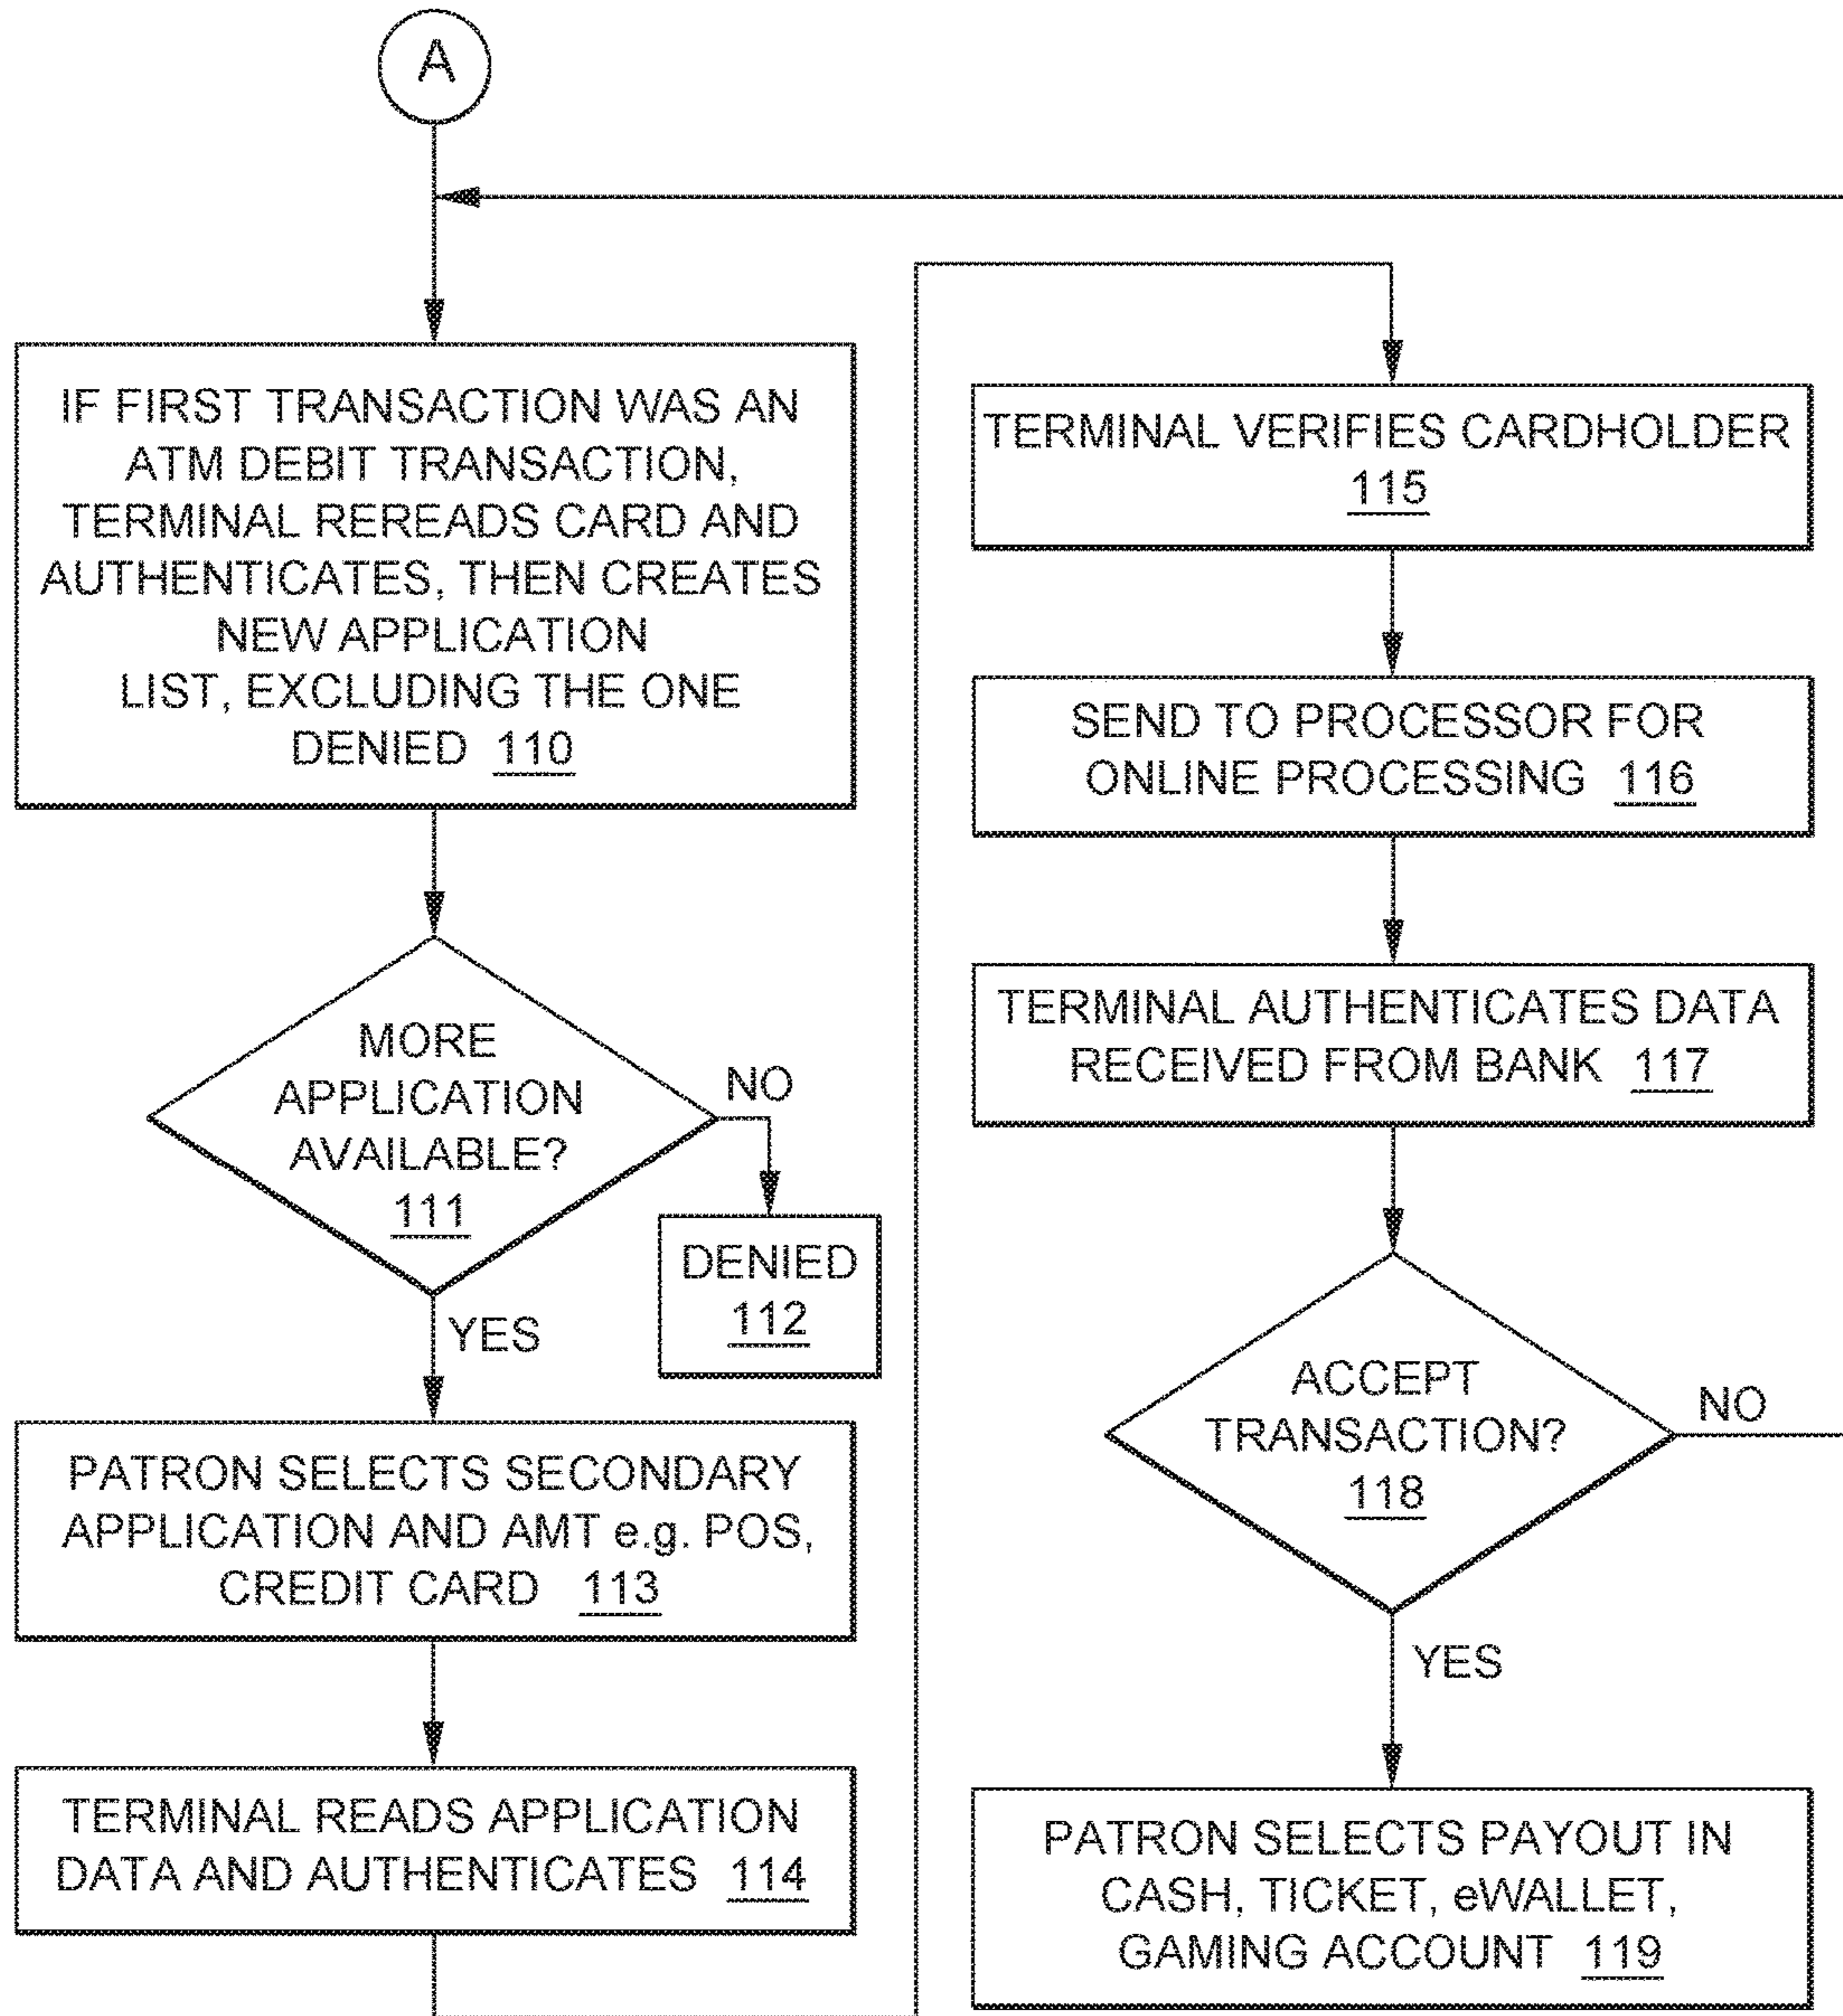 A
IF FIRST TRANSACTION WAS AN
ATM DEBIT TRANSACTION,
TERMINAL REREADS CARD AND
AUTHENTICATES, THEN CREATES
NEW APPLICATION
LIST, EXCLUDING THE ONE
DENIED 110
MORE
APPLICATION
AVAILABLE?
111
NO
DENIED
112
YES
PATRON SELECTS SECONDARY
APPLICATION AND AMT e.g. POS,
CREDIT CARD 113
TERMINAL READS APPLICATION
DATA AND AUTHENTICATES 114
TERMINAL VERIFIES CARDHOLDER
115
SEND TO PROCESSOR FOR
ONLINE PROCESSING 116
TERMINAL AUTHENTICATES DATA
RECEIVED FROM BANK 117
ACCEPT
TRANSACTION?
118
NO
YES
PATRON SELECTS PAYOUT IN
CASH, TICKET, eWALLET,
GAMING ACCOUNT 119